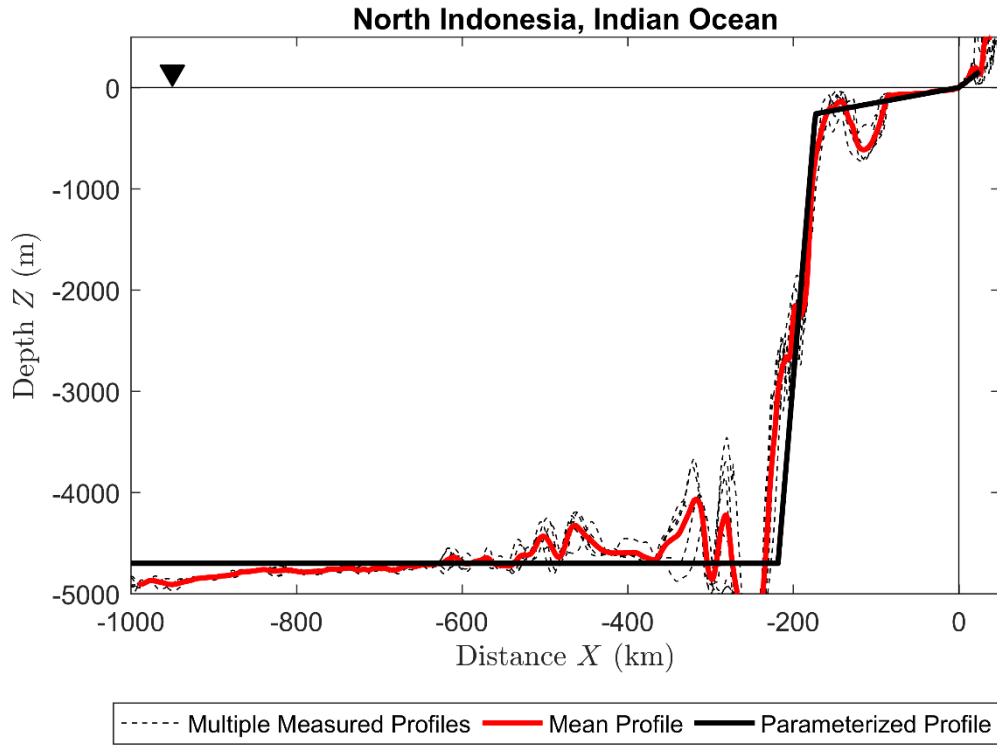 North Indonesia, Indian Ocean
0
-1000
-2000
-3000
-4000
-5000
Depth Z (m)
-1000 -800 -600 -400 -200 0
Distance X (km)
Multiple Measured Profiles Mean Profile Parameterized Profile